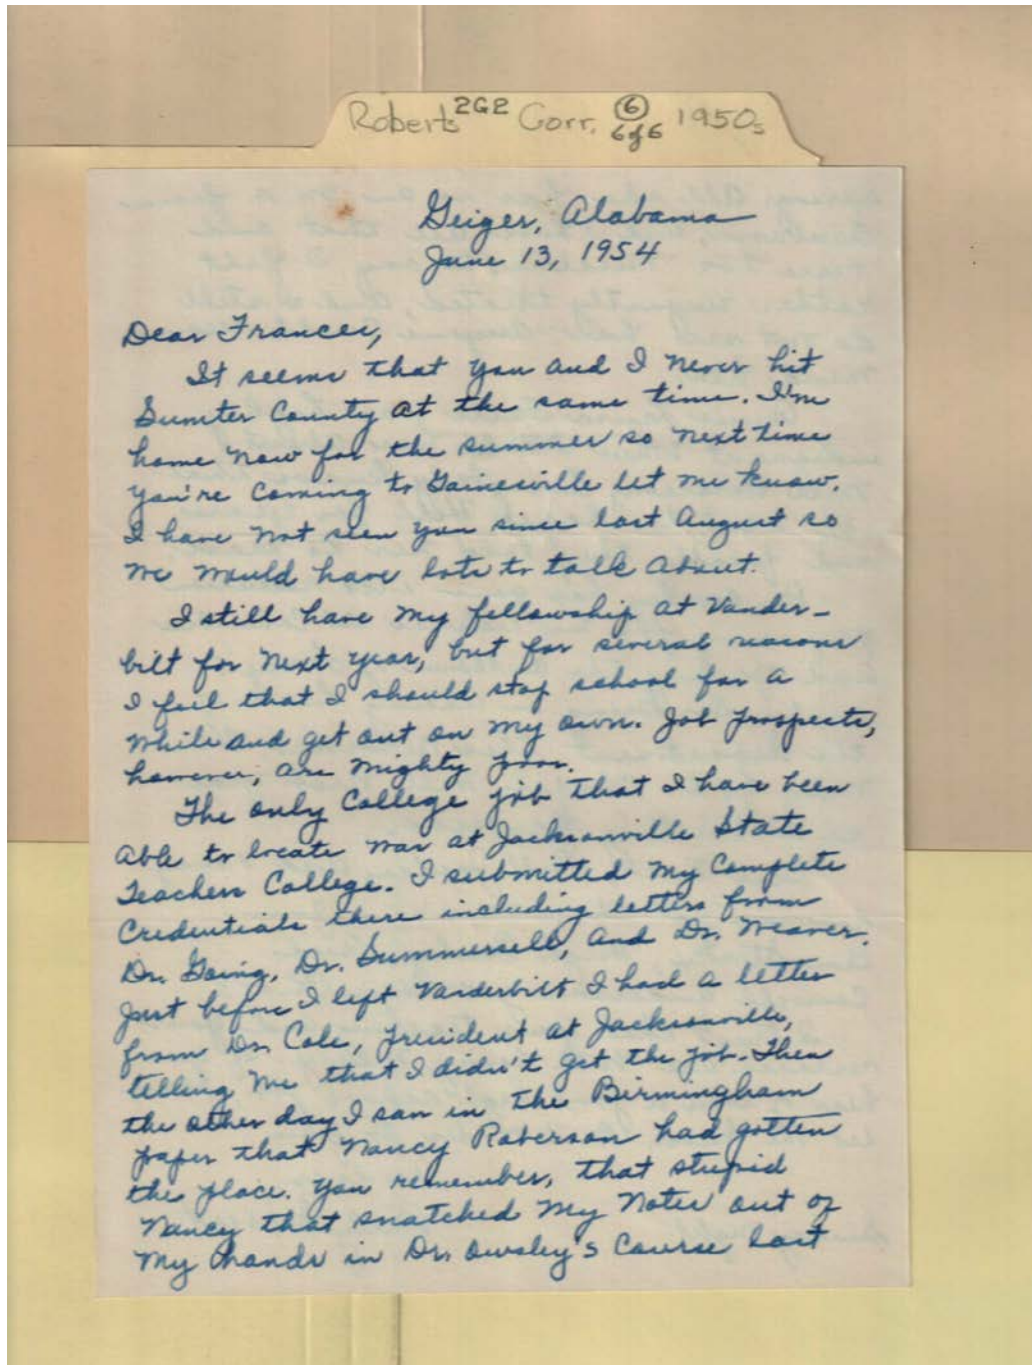 Roberts 2G2 Corr. 6 6 of 6 1950s
Geiger, Alabama
June 13, 1954
Dear Frances,
It seems that you and I never hit
Sumter County at the same time. I'm
home now for the summer so next time
you're coming to Gainesville let me know.
I have not seen you since last August so
we would have lots to talk about.
I still have my fellowship at Vander-
bilt for next year, but for several reasons
I feel that I should stop school for a
while and get out on my own. Job prospects,
however, are mighty poor.
The only College job that I have been
able to locate was at Jacksonville State
Teachers College. I submitted my complete
credentials there including letters from
Dr. Going, Dr. Summersell, and Dr. Weaver.
Just before I left Vanderbilt I had a letter
from Dr. Cole, president at Jacksonville,
telling me that I didn't get the job. Then
the other day I saw in the Birmingham
paper that Nancy Roberson had gotten
the place. You remember, that stupid
Nancy that snatched my notes out of
my hands in Dr. Owsley's course last